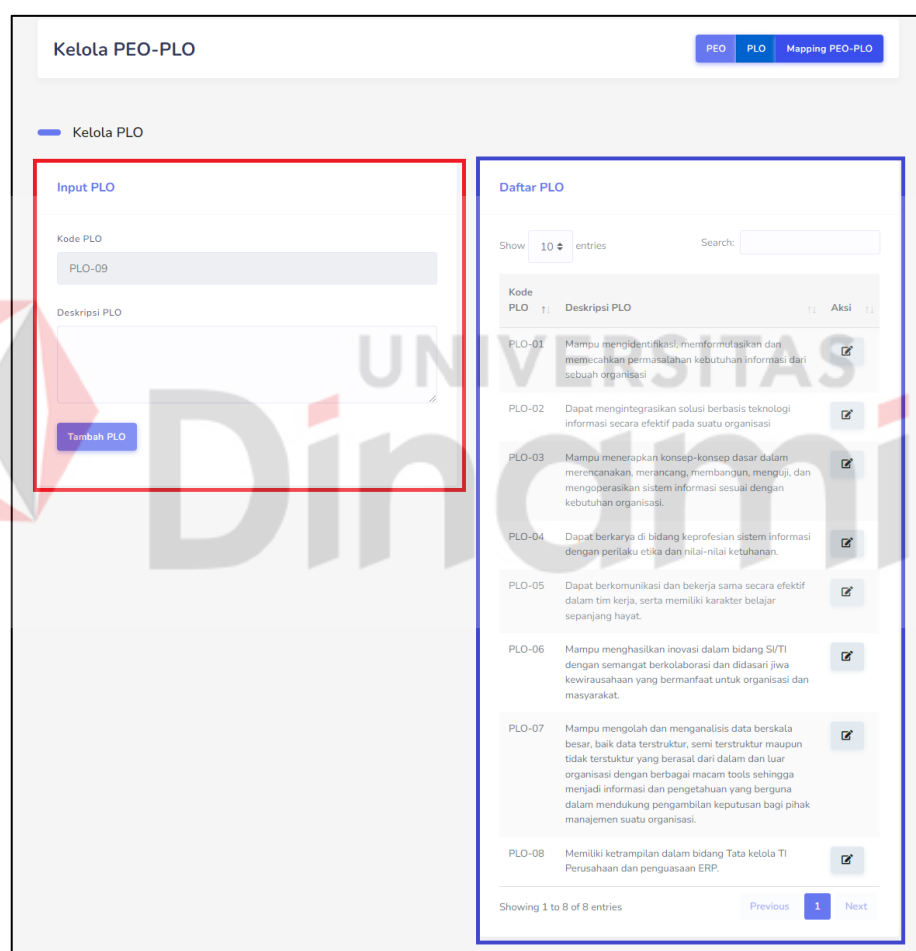 Kelola PEO-PLO
PEO PLO Mapping PEO-PLO
Kelola PLO
Input PLO
Kode PLO
PLO-09
Deskripsi PLO
Tambah PLO
Daftar PLO
Show 10 entries Search:
Kode
PLO Deskripsi PLO Aksi
PLO-01 Mampu mengidentifikasi, memformulasikan dan
memecahkan permasalahan kebutuhan informasi dari
sebuah organisasi
PLO-02 Dapat mengintegrasikan solusi berbasis teknologi
informasi secara efektif pada suatu organisasi
PLO-03 Mampu menerapkan konsep-konsep dasar dalam
merencanakan, merancang, membangun, menguji, dan
mengoperasikan sistem informasi sesuai dengan
kebutuhan organisasi.
PLO-04 Dapat berkarya di bidang keprofesian sistem informasi
dengan perilaku etika dan nilai-nilai ketuhanan.
PLO-05 Dapat berkomunikasi dan bekerja sama secara efektif
dalam tim kerja, serta memiliki karakter belajar
sepanjang hayat.
PLO-06 Mampu menghasilkan inovasi dalam bidang SI/TI
dengan semangat berkolaborasi dan didasari jiwa
kewirausahaan yang bermanfaat untuk organisasi dan
masyarakat.
PLO-07 Mampu mengolah dan menganalisis data berskala
besar, baik data terstruktur, semi terstruktur maupun
tidak terstuktur yang berasal dari dalam dan luar
organisasi dengan berbagai macam tools sehingga
menjadi informasi dan pengetahuan yang berguna
dalam mendukung pengambilan keputusan bagi pihak
manajemen suatu organisasi.
PLO-08 Memiliki ketrampilan dalam bidang Tata kelola TI
Perusahaan dan penguasaan ERP.
Showing 1 to 8 of 8 entries Previous 1 Next
UNIVERSITAS
Dinami